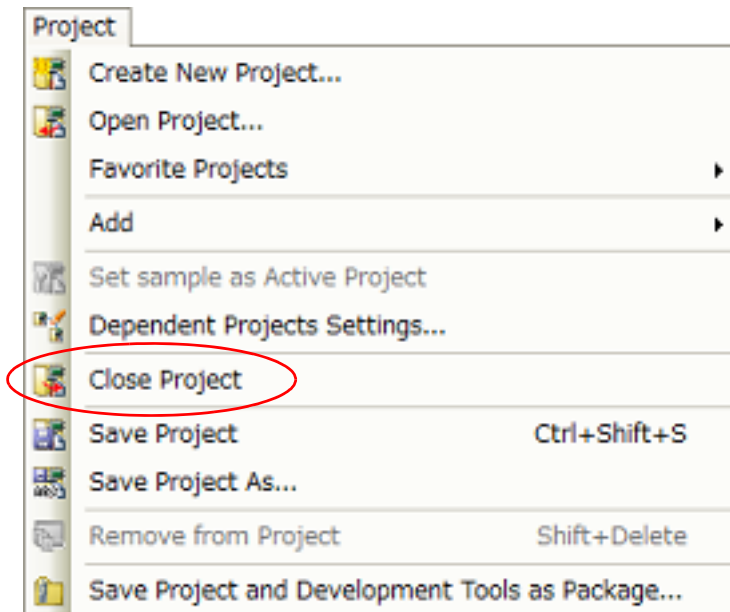 Project
Create New Project...
Open Project...
Favorite Projects
Add
Set sample as Active Project
Dependent Projects Settings...
Close Project
Save Project Ctrl+Shift+S
Save Project As...
Remove from Project Shift+Delete
Save Project and Development Tools as Package...